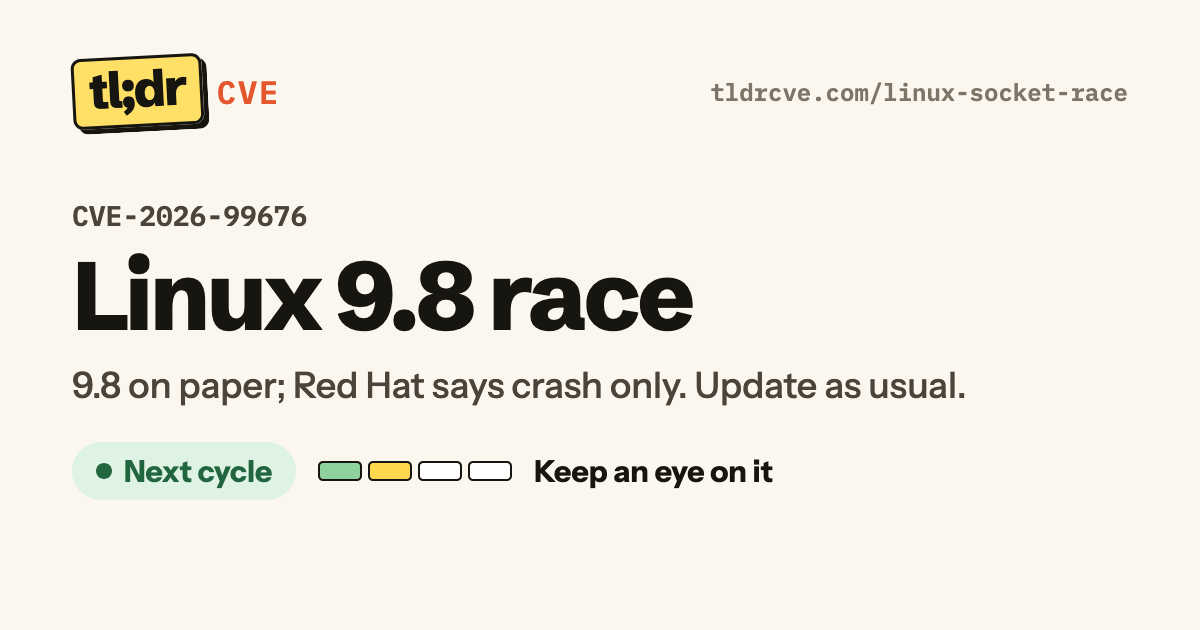 tl;dr CVE
tldrcve.com/linux-socket-race
CVE-2026-99676
Linux 9.8 race
9.8 on paper; Red Hat says crash only. Update as usual.
Next cycle
Keep an eye on it